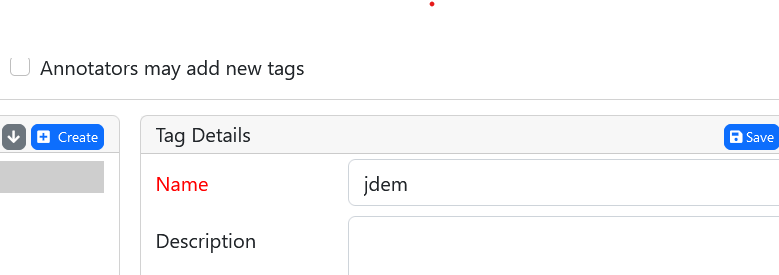 Annotators may add new tags
Create
Tag Details
Save
Name
jdem
Description